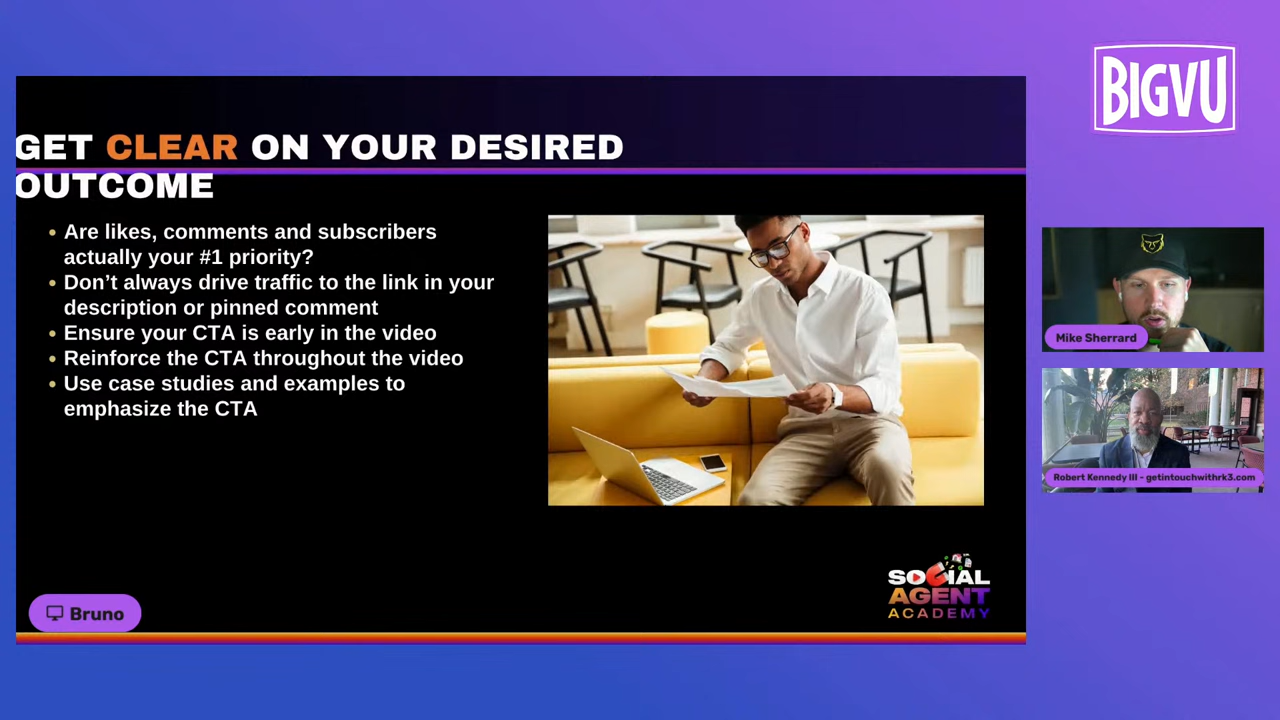 BIGVU
GET CLEAR ON YOUR DESIRED
OUTCOME
• Are likes, comments and subscribers
actually your #1 priority?
• Don’t always drive traffic to the link in your
description or pinned comment
• Ensure your CTA is early in the video
• Reinforce the CTA throughout the video
• Use case studies and examples to
emphasize the CTA
SOCIAL
AGENT
ACADEMY
Bruno
Mike Sherrard
Robert Kennedy III - getintouchwithrk3.com